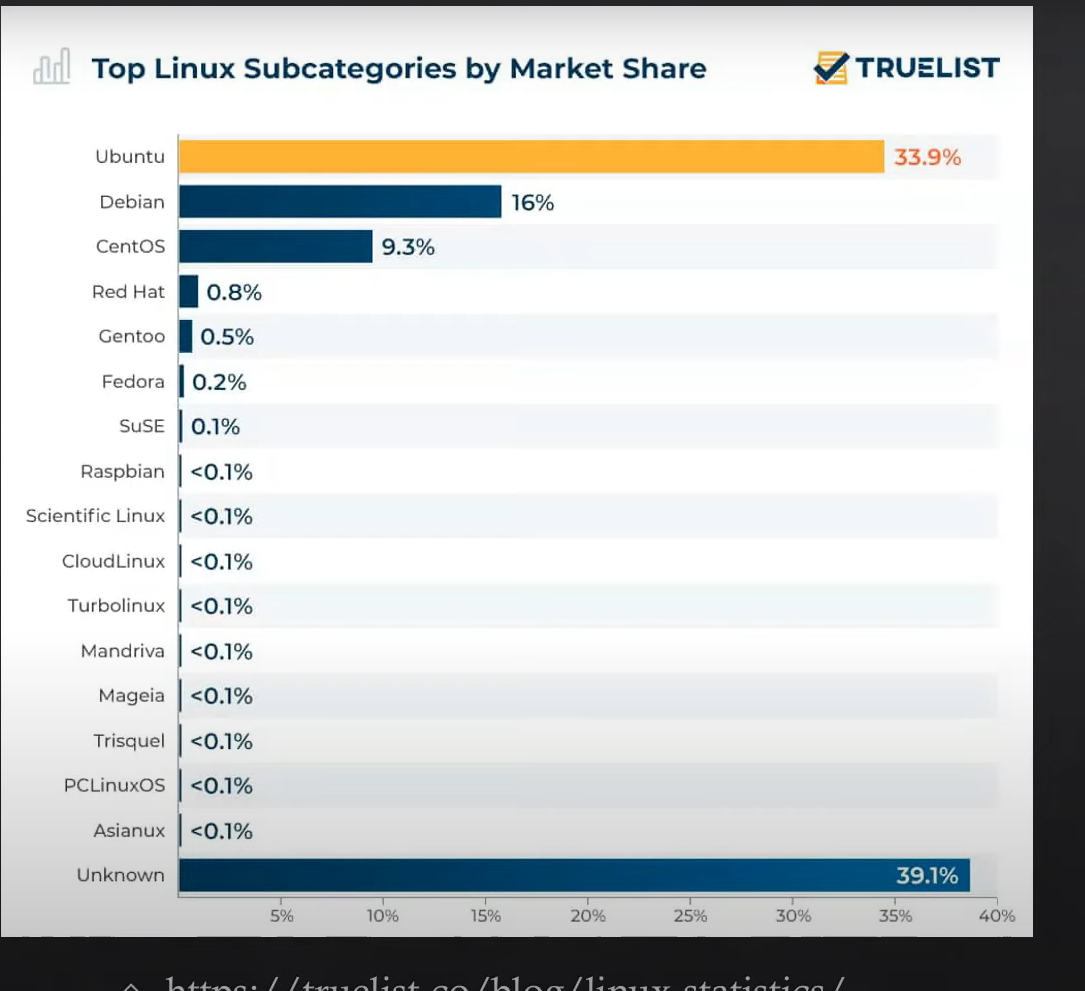 Top Linux Subcategories by Market Share
TRUELIST
Ubuntu 33.9%
Debian 16%
CentOS 9.3%
Red Hat 0.8%
Gentoo 0.5%
Fedora 0.2%
SuSE 0.1%
Raspbian <0.1%
Scientific Linux <0.1%
CloudLinux <0.1%
Turbolinux <0.1%
Mandriva <0.1%
Mageia <0.1%
Trisquel <0.1%
PCLinuxOS <0.1%
Asianux <0.1%
Unknown 39.1%
5% 10% 15% 20% 25% 30% 35% 40%
https://truelist.co/blog/linux-statistics/